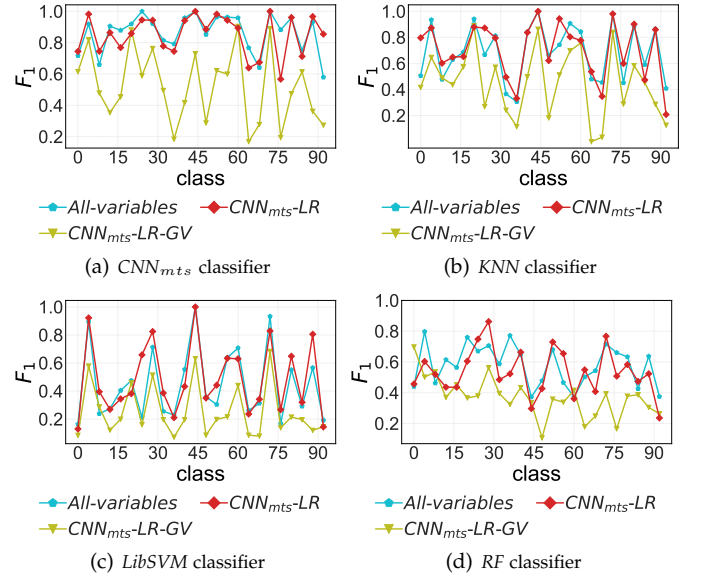 1.0
0.8
0.6
0.4
0.2
F1
0 15 30 45 60 75 90
class
All-variables CNNmts-LR
CNNmts-LR-GV
(a) CNNmts classifier
1.0
0.8
0.6
0.4
0.2
F1
0 15 30 45 60 75 90
class
All-variables CNNmts-LR
CNNmts-LR-GV
(b) KNN classifier
1.0
0.8
0.6
0.4
0.2
F1
0 15 30 45 60 75 90
class
All-variables CNNmts-LR
CNNmts-LR-GV
(c) LibSVM classifier
1.0
0.8
0.6
0.4
0.2
F1
0 15 30 45 60 75 90
class
All-variables CNNmts-LR
CNNmts-LR-GV
(d) RF classifier